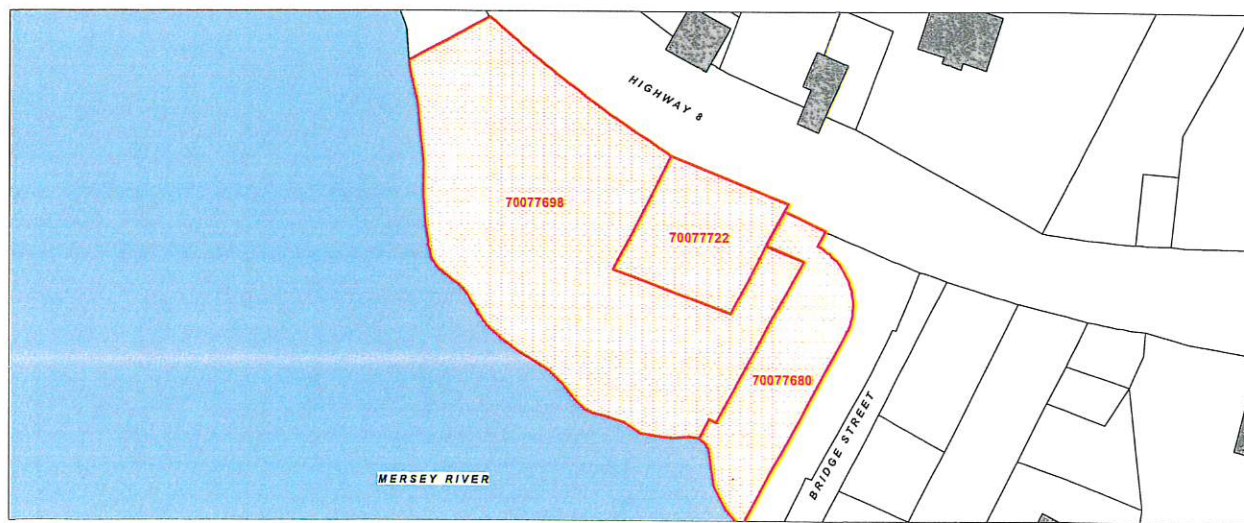 HIGHWAY 8
70077698
70077722
70077680
BRIDGE STREET
MERSEY RIVER